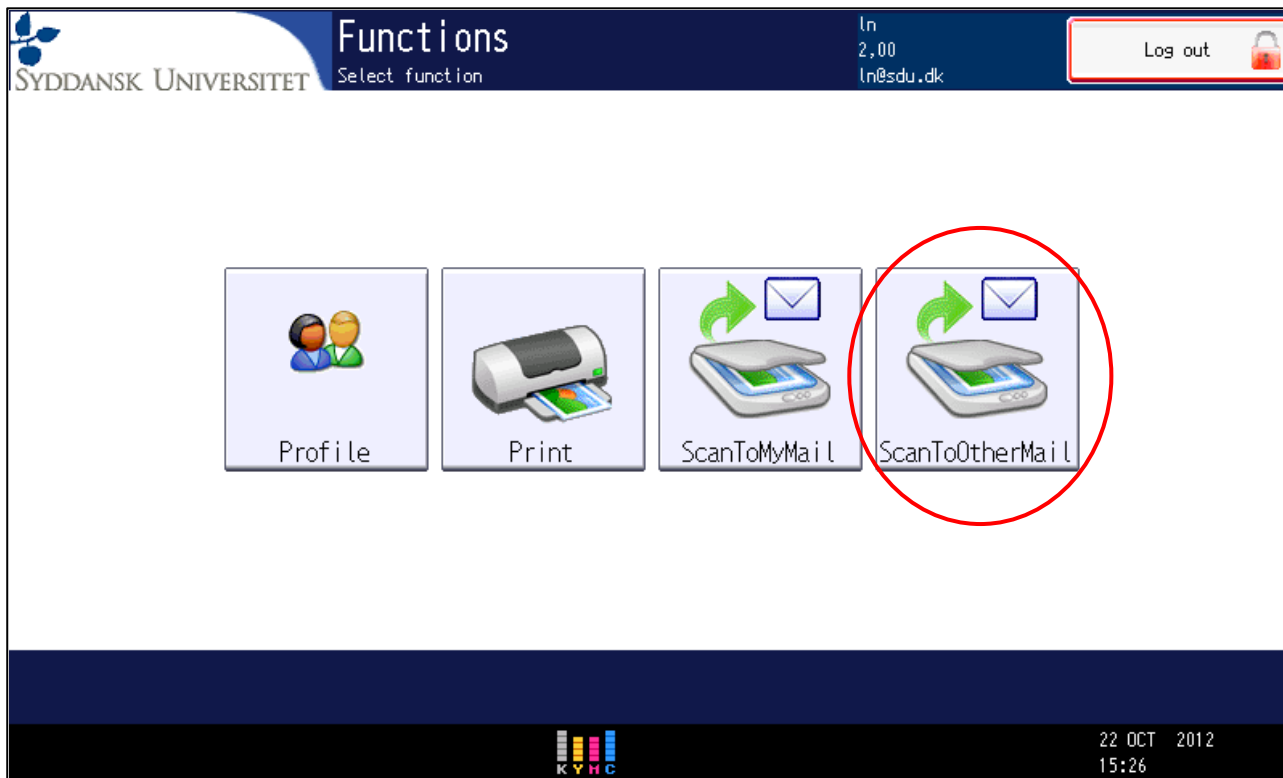 SYDDANSK UNIVERSITET
Functions
Select function
ln
2,00
ln@sdu.dk
Log out
Profile
Print
ScanToMyMail
ScanToOtherMail
K Y M C
22 OCT 2012
15:26